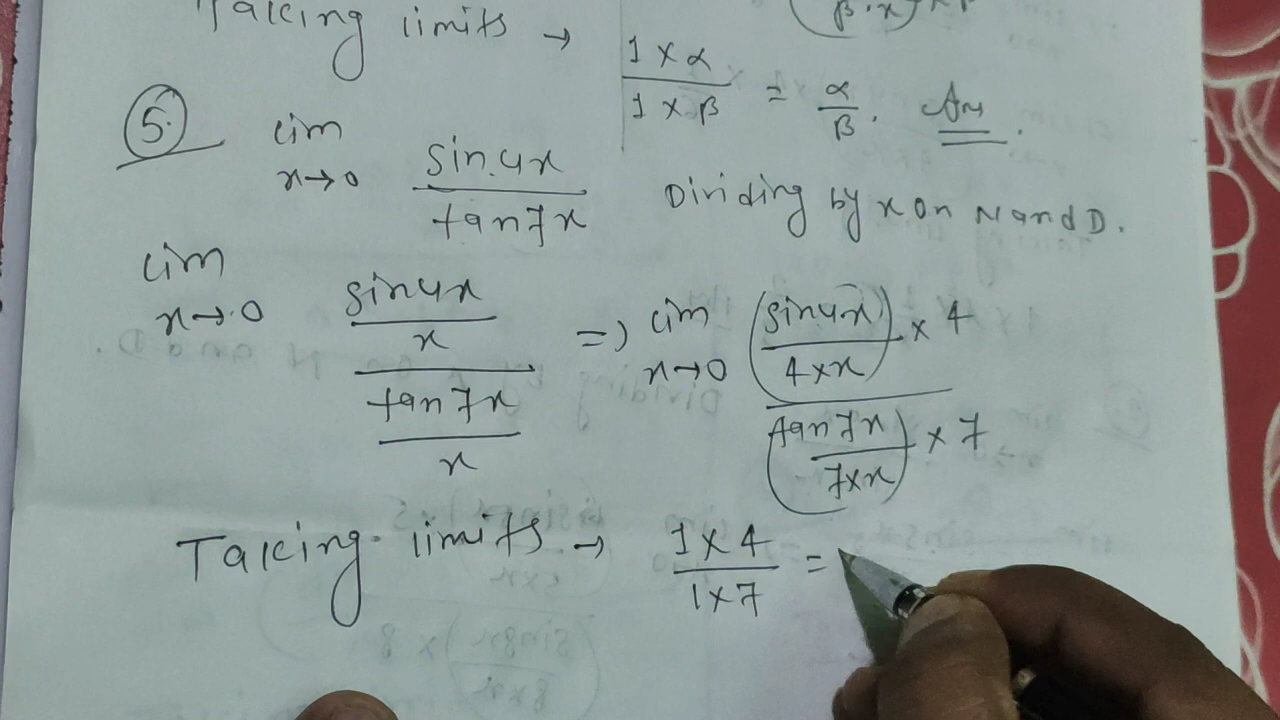 Taking limits → 1 × α / 1 × β = α / β . Ans .
β . x
5. lim x→0 sin 4x / tan 7x Dividing by x on N and D.
lim x→0 sin 4x / x / tan 7x / x => lim x→0 (sin 4x / 4 × x) × 4 / (tan 7x / 7 × x) × 7
Taking limits → 1 × 4 / 1 × 7 =